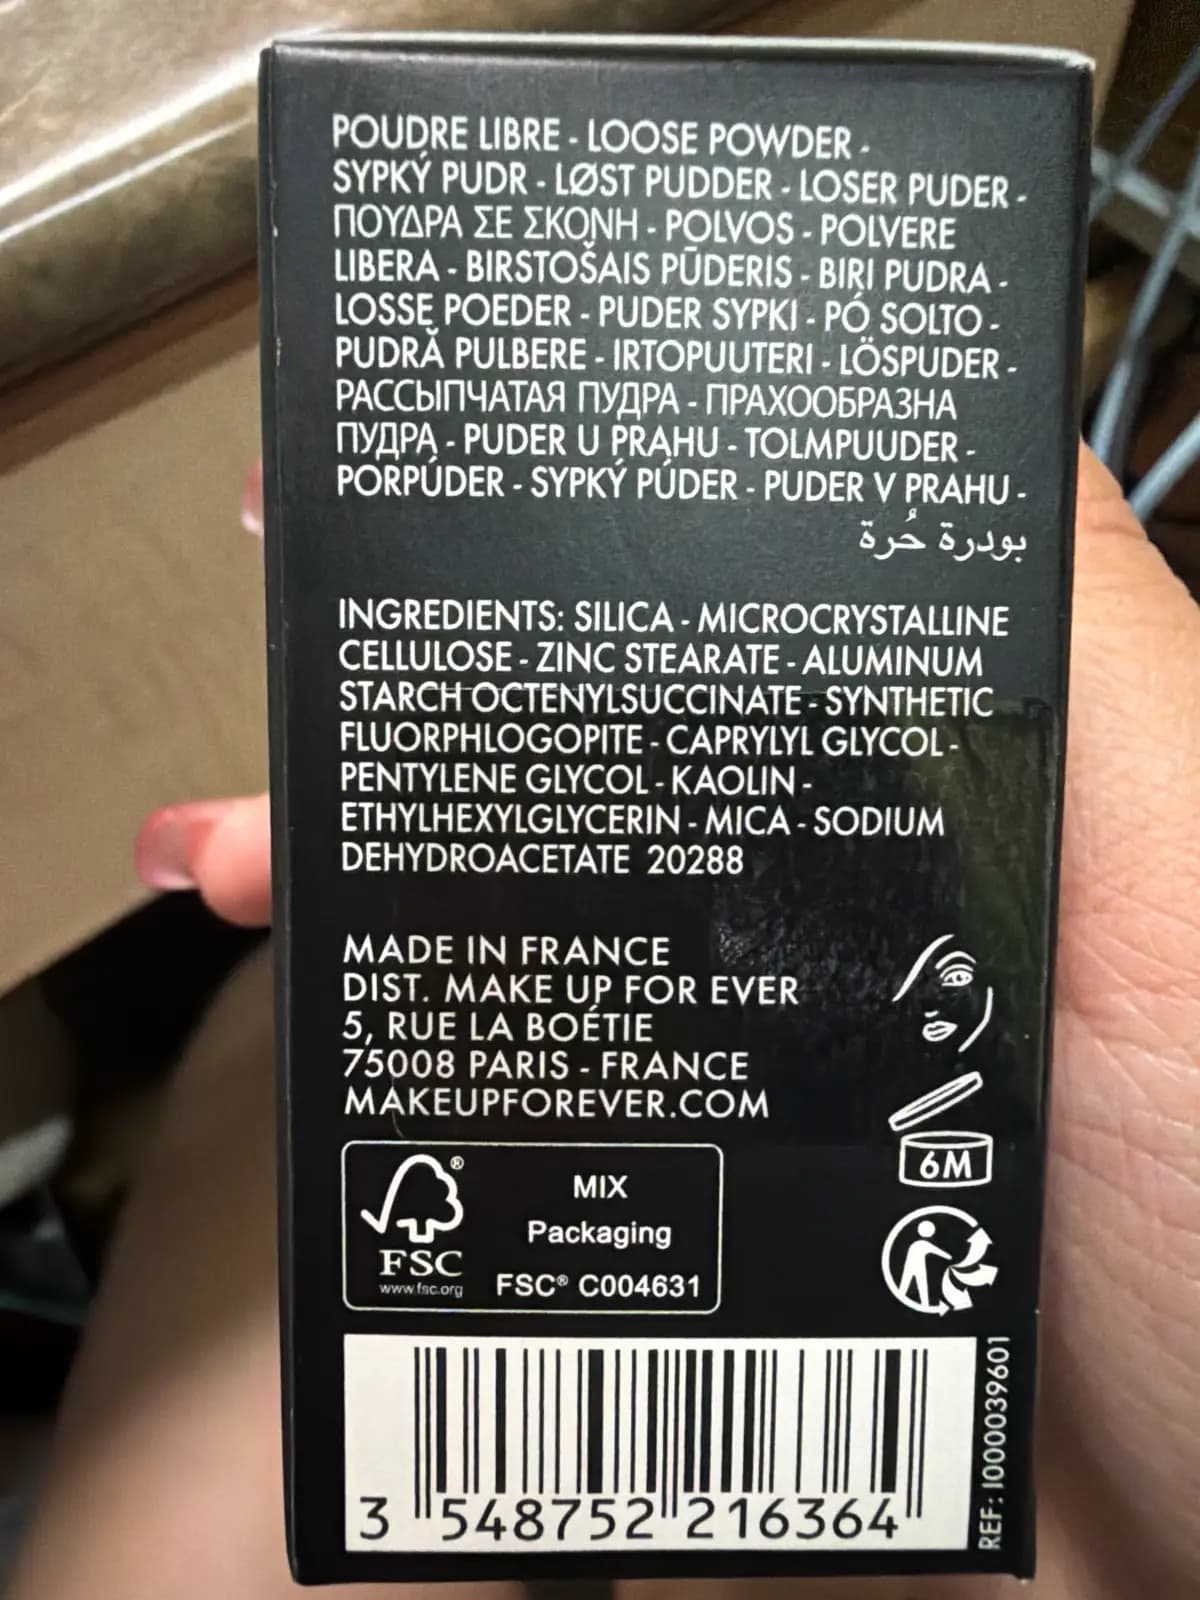 POUDRE LIBRE - LOOSE POWDER -
SYPKÝ PUDR - LØST PUDDER - LOSER PUDER -
ΠΟΥΔΡΑ ΣΕ ΣΚΟΝΗ - POLVOS - POLVERE
LIBERA - BIRSTOŠAIS PŪDERIS - BIRI PUDRA -
LOSSE POEDER - PUDER SYPKI - PÓ SOLTO -
PUDRĂ PULBERE - IRTOPUUTERI - LÖSPUDER -
РАССЫПЧАТАЯ ПУДРА - ПРАХООБРАЗНА
ПУДРА - PUDER U PRAHU - TOLMPUUDER -
PORPÚDER - SYPKÝ PÚDER - PUDER V PRAHU -
بودرة حُرة
INGREDIENTS: SILICA - MICROCRYSTALLINE
CELLULOSE - ZINC STEARATE - ALUMINUM
STARCH OCTENYLSUCCINATE - SYNTHETIC
FLUORPHLOGOPITE - CAPRYLYL GLYCOL -
PENTYLENE GLYCOL - KAOLIN -
ETHYLHEXYLGLYCERIN - MICA - SODIUM
DEHYDROACETATE 20288
MADE IN FRANCE
DIST. MAKE UP FOR EVER
5, RUE LA BOÉTIE
75008 PARIS - FRANCE
MAKEUPFOREVER.COM
6M
FSC®
www.fsc.org
MIX
Packaging
FSC® C004631
3 548752 216364
REF: I000039601